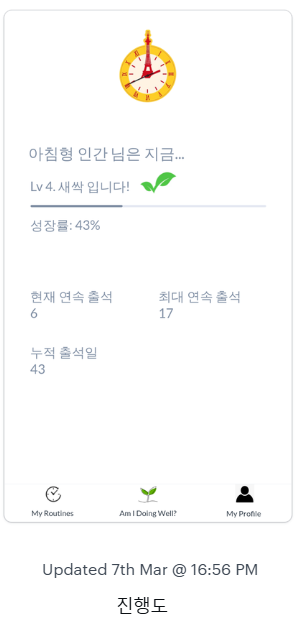 아침형 인간 님은 지금...
Lv 4. 새싹 입니다!
성장률: 43%
현재 연속 출석 최대 연속 출석
6 17
누적 출석일
43
My Routines Am I Doing Well? My Profile
Updated 7th Mar @ 16:56 PM
진행도